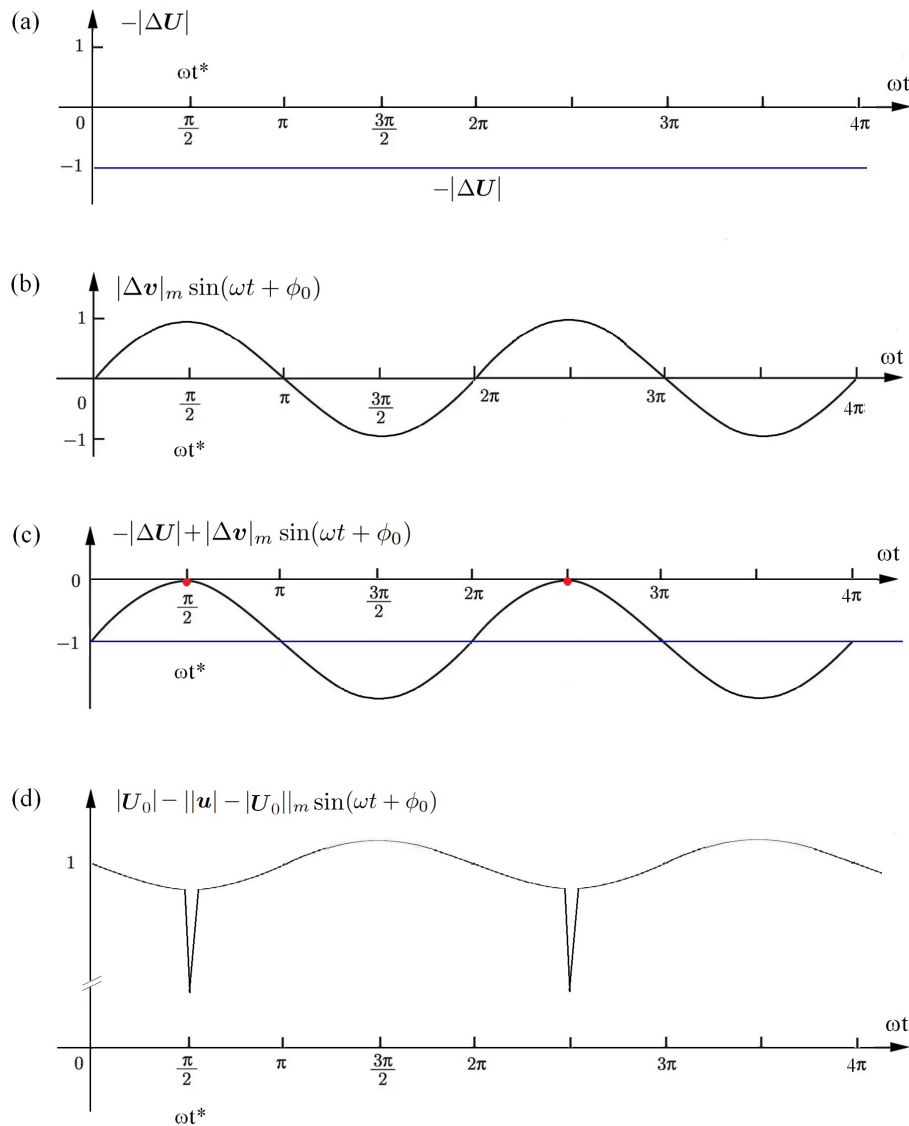 (a)
−|ΔU|
1
ωt*
ωt
0
π/2
π
3π/2
2π
3π
4π
−1
−|ΔU|
(b)
|Δv|ₘ sin(ωt + ϕ₀)
1
ωt
0
π/2
π
3π/2
2π
3π
4π
−1
ωt*
(c)
−|ΔU|+|Δv|ₘ sin(ωt + ϕ₀)
ωt
0
π/2
π
3π/2
2π
3π
4π
−1
ωt*
(d)
|U₀| − ||u| − |U₀||ₘ sin(ωt + ϕ₀)
1
ωt
0
π/2
π
3π/2
2π
3π
4π
ωt*